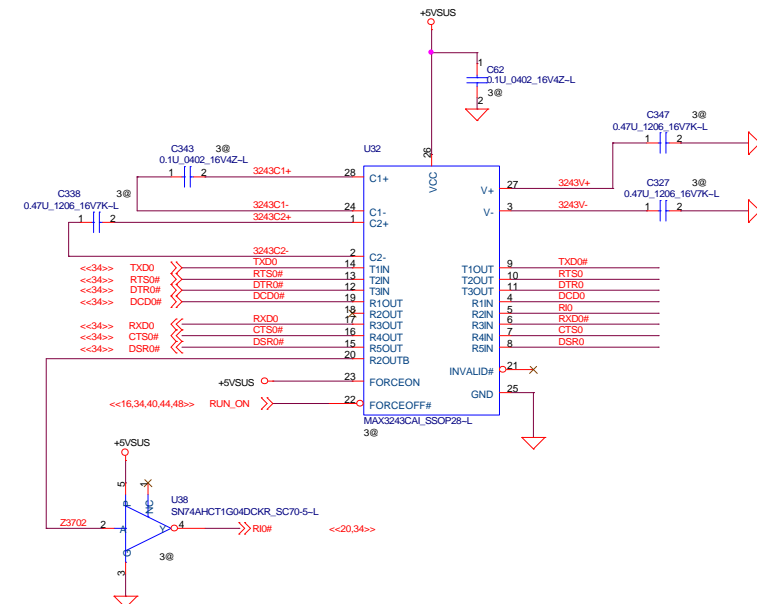 +5VSUS
1
C62
0.1U_0402_16V4Z~L
3@
2
C347 3@
0.47U_1206_16V7K~L
1 2
C343 3@
0.1U_0402_16V4Z~L
1 2 3243C1+
U32
26
VCC
28 C1+
V+ 27 3243V+
C327 3@
0.47U_1206_16V7K~L
1 2
C338 3@
0.47U_1206_16V7K~L
1 2
3243C1- 24 C1-
3243C2+ 1 C2+
V- 3 3243V-
3243C2- 2 C2-
<<34>> TXD0 TXD0 14 T1IN T1OUT 9 TXD0#
<<34>> RTS0# RTS0# 13 T2IN T2OUT 10 RTS0
<<34>> DTR0# DTR0# 12 T3IN T3OUT 11 DTR0
<<34>> DCD0# DCD0# 19 R1OUT R1IN 4 DCD0
18 R2OUT R2IN 5 RI0
<<34>> RXD0 RXD0 17 R3OUT R3IN 6 RXD0#
<<34>> CTS0# CTS0# 16 R4OUT R4IN 7 CTS0
<<34>> DSR0# DSR0# 15 R5OUT R5IN 8 DSR0
20 R2OUTB
INVALID# 21
+5VSUS 23 FORCEON
GND 25
<<16,34,40,44,48>> RUN_ON 22 FORCEOFF#
MAX3243CAI_SSOP28~L
3@
+5VSUS
5 P
1 NC
U38
SN74AHCT1G04DCKR_SC70-5~L
Z3702 2 A Y 4 RI0# <<20,34>>
G
3@
3